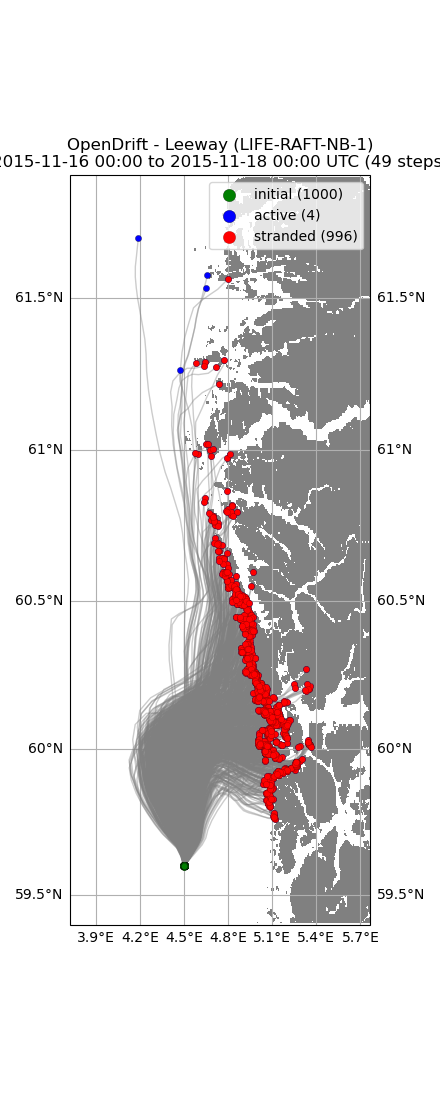 OpenDrift - Leeway (LIFE-RAFT-NB-1)
2015-11-16 00:00 to 2015-11-18 00:00 UTC (49 steps
initial (1000)
active (4)
stranded (996)
61.5°N 61.5°N
61°N 61°N
60.5°N 60.5°N
60°N 60°N
59.5°N 59.5°N
3.9°E 4.2°E 4.5°E 4.8°E 5.1°E 5.4°E 5.7°E